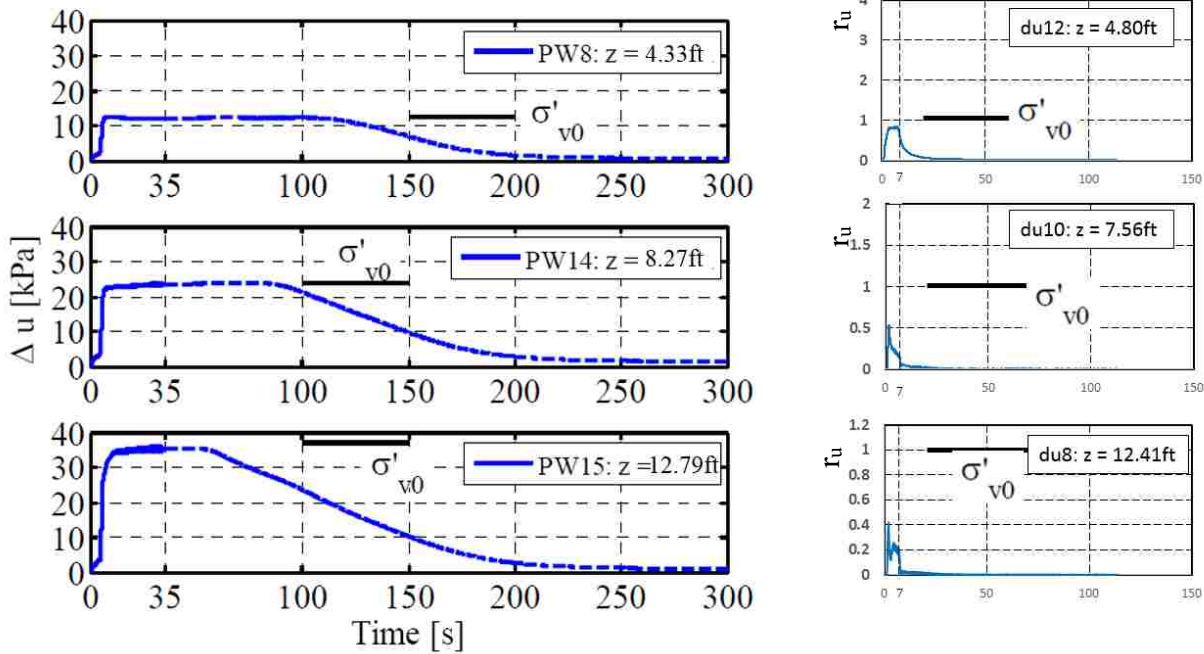 40
30
20
10
0
PW8: z = 4.33ft
σ'v0
0 35 100 150 200 250 300
40
30
20
10
0
PW14: z = 8.27ft
σ'v0
0 35 100 150 200 250 300
40
30
20
10
0
PW15: z =12.79ft
σ'v0
0 35 100 150 200 250 300
Δ u [kPa]
Time [s]
ru
4
3
2
1
0
du12: z = 4.80ft
σ'v0
0 7 50 100 150
ru
2
1.5
1
0.5
0
du10: z = 7.56ft
σ'v0
0 7 50 100 150
ru
1.2
1
0.8
0.6
0.4
0.2
0
du8: z = 12.41ft
σ'v0
0 7 50 100 150